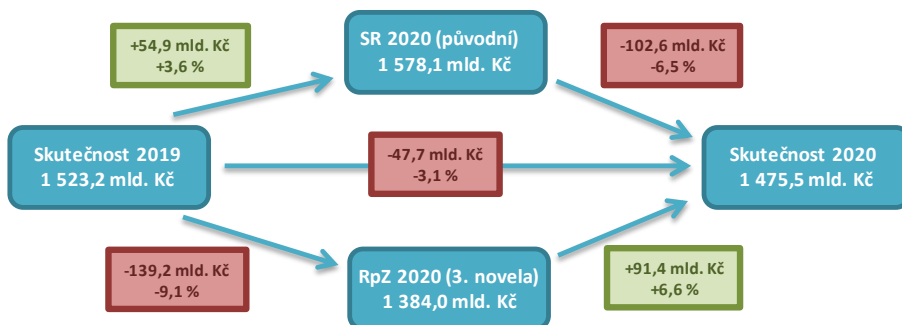 +54,9 mld. Kč
+3,6 %
SR 2020 (původní)
1 578,1 mld. Kč
-102,6 mld. Kč
-6,5 %
Skutečnost 2019
1 523,2 mld. Kč
-47,7 mld. Kč
-3,1 %
Skutečnost 2020
1 475,5 mld. Kč
-139,2 mld. Kč
-9,1 %
RpZ 2020 (3. novela)
1 384,0 mld. Kč
+91,4 mld. Kč
+6,6 %